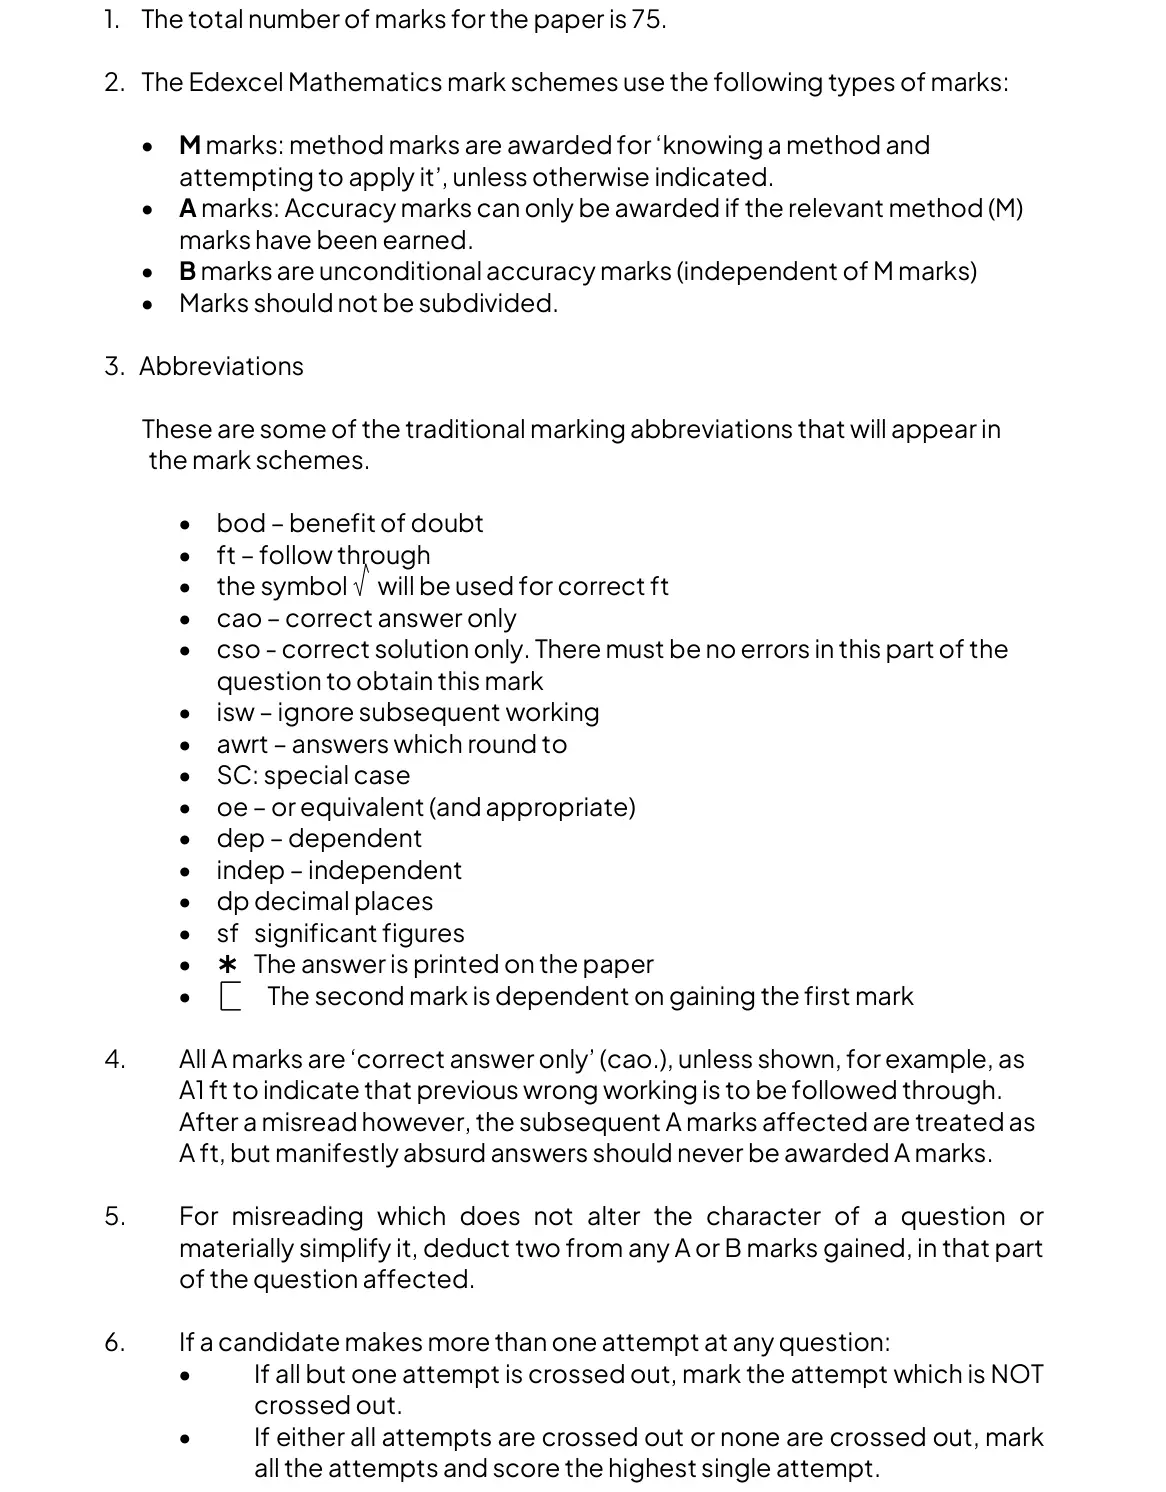 1. The total number of marks for the paper is 75.
2. The Edexcel Mathematics mark schemes use the following types of marks:
• M marks: method marks are awarded for ‘knowing a method and
attempting to apply it’, unless otherwise indicated.
• A marks: Accuracy marks can only be awarded if the relevant method (M)
marks have been earned.
• B marks are unconditional accuracy marks (independent of M marks)
• Marks should not be subdivided.
3. Abbreviations
These are some of the traditional marking abbreviations that will appear in
the mark schemes.
• bod – benefit of doubt
• ft – follow through
• the symbol √ will be used for correct ft
• cao – correct answer only
• cso - correct solution only. There must be no errors in this part of the
question to obtain this mark
• isw – ignore subsequent working
• awrt – answers which round to
• SC: special case
• oe – or equivalent (and appropriate)
• dep – dependent
• indep – independent
• dp decimal places
• sf significant figures
• * The answer is printed on the paper
• [ The second mark is dependent on gaining the first mark
4. All A marks are ‘correct answer only’ (cao.), unless shown, for example, as
A1 ft to indicate that previous wrong working is to be followed through.
After a misread however, the subsequent A marks affected are treated as
A ft, but manifestly absurd answers should never be awarded A marks.
5. For misreading which does not alter the character of a question or
materially simplify it, deduct two from any A or B marks gained, in that part
of the question affected.
6. If a candidate makes more than one attempt at any question:
• If all but one attempt is crossed out, mark the attempt which is NOT
crossed out.
• If either all attempts are crossed out or none are crossed out, mark
all the attempts and score the highest single attempt.